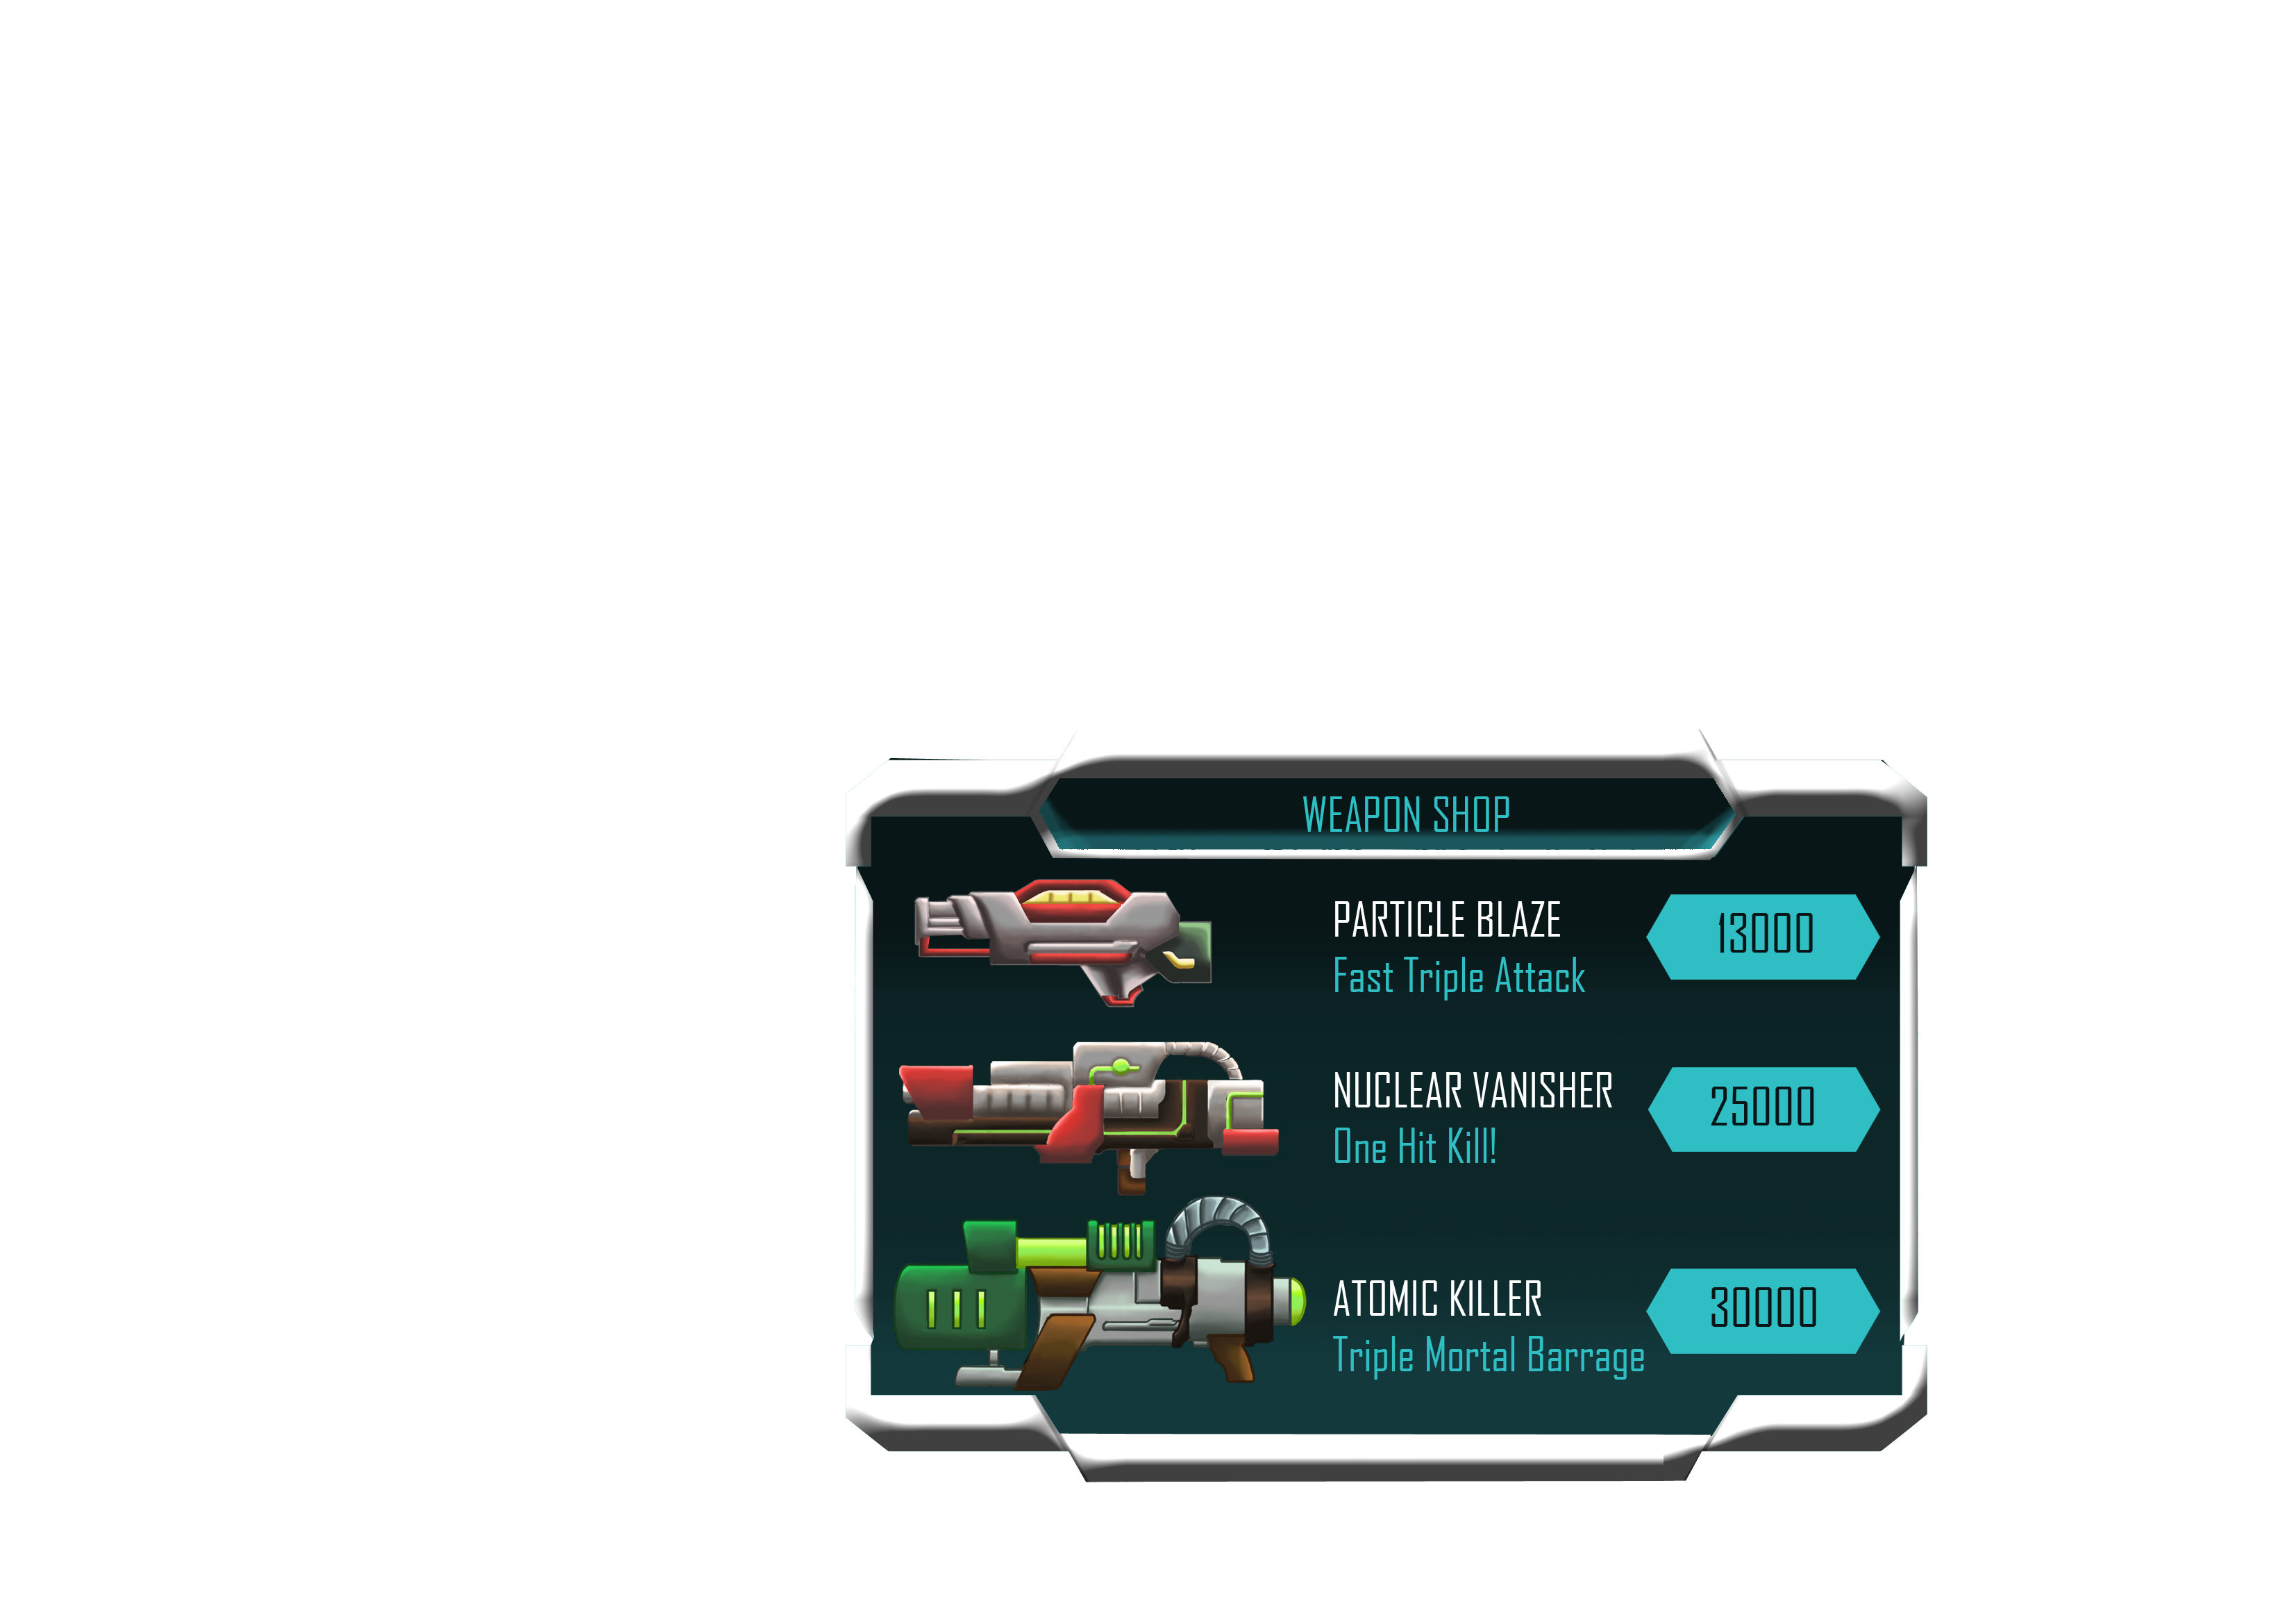 WEAPON SHOP
PARTICLE BLAZE
Fast Triple Attack
13000
NUCLEAR VANISHER
One Hit Kill!
25000
ATOMIC KILLER
Triple Mortal Barrage
30000